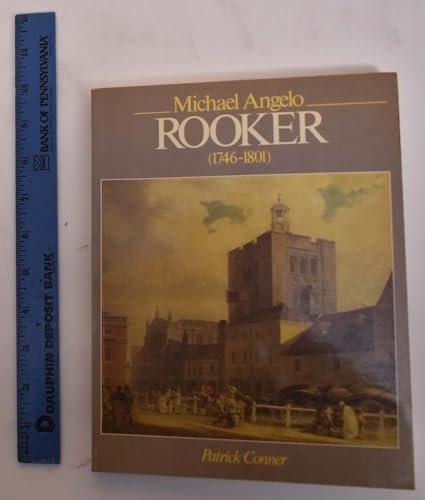 Michael Angelo
ROOKER
(1746-1801)
Patrick Conner
BANK OF PENNSYLVANIA
DAUPHIN DEPOSIT BANK